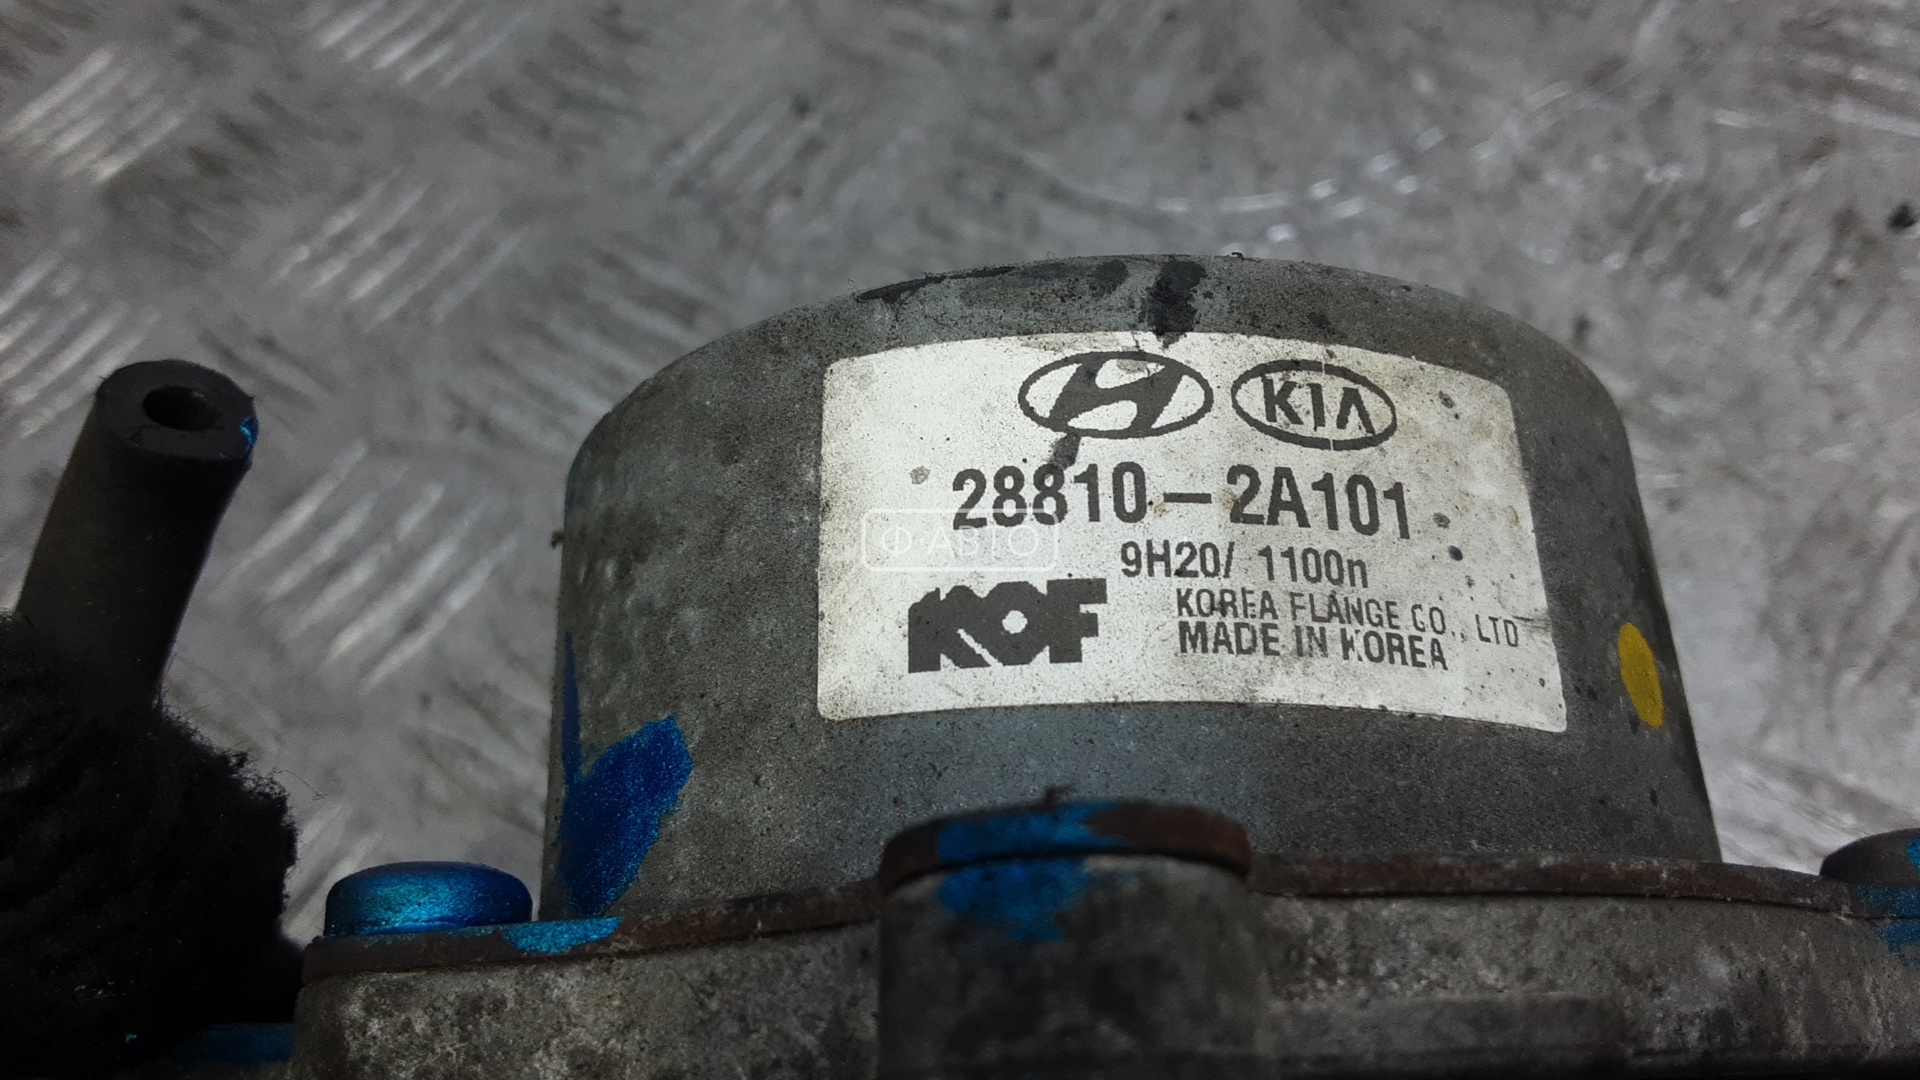 KIA
28810-2A101
Ф АВТО
9H20/ 1100n
KOF
KOREA FLANGE CO., LTD
MADE IN KOREA